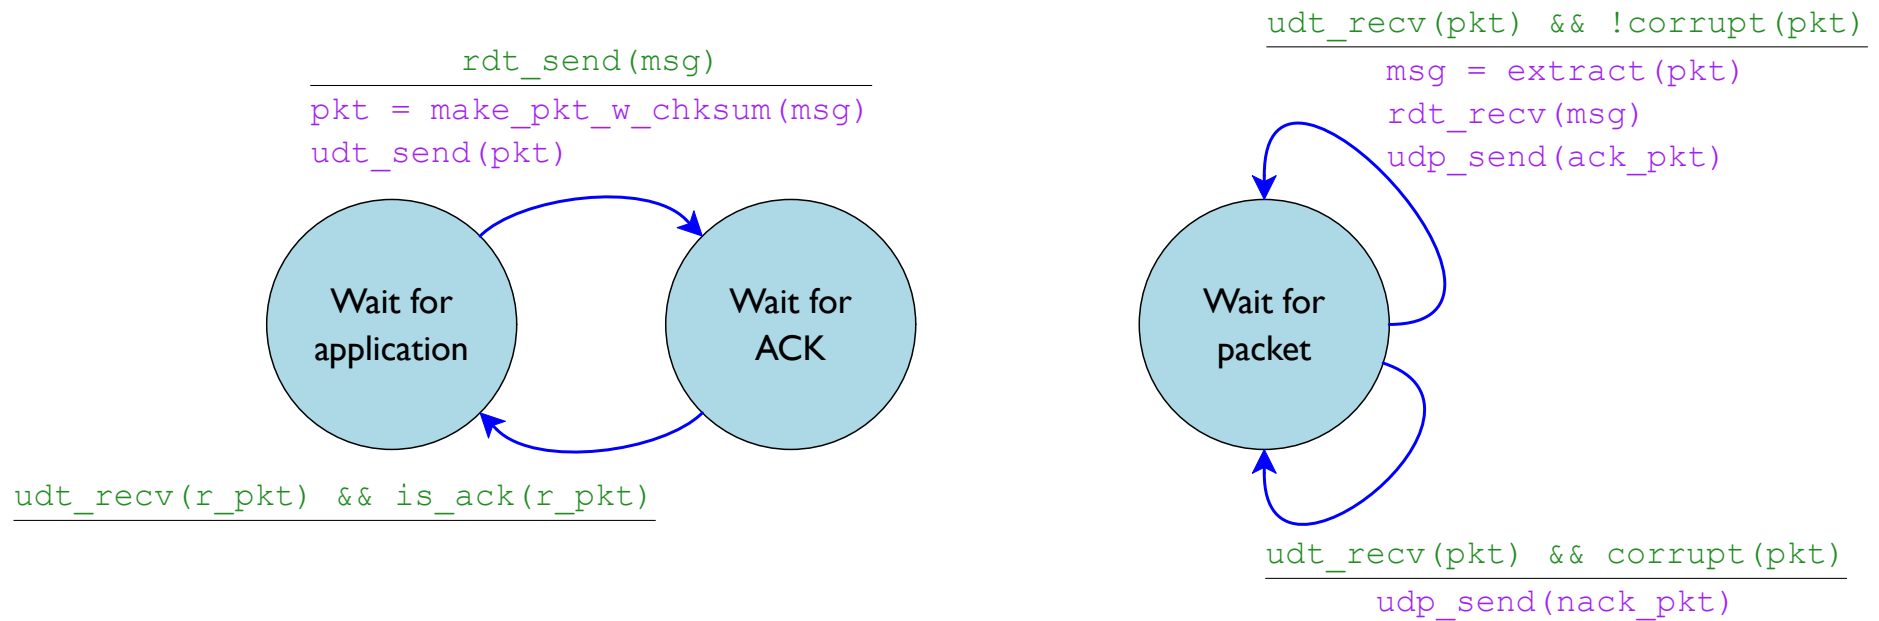 rdt_send(msg)
pkt = make_pkt_w_chksum(msg)
udt_send(pkt)
Wait for
application
Wait for
ACK
udt_recv(r_pkt) && is_ack(r_pkt)
udt_recv(pkt) && !corrupt(pkt)
msg = extract(pkt)
rdt_recv(msg)
udp_send(ack_pkt)
Wait for
packet
udt_recv(pkt) && corrupt(pkt)
udp_send(nack_pkt)